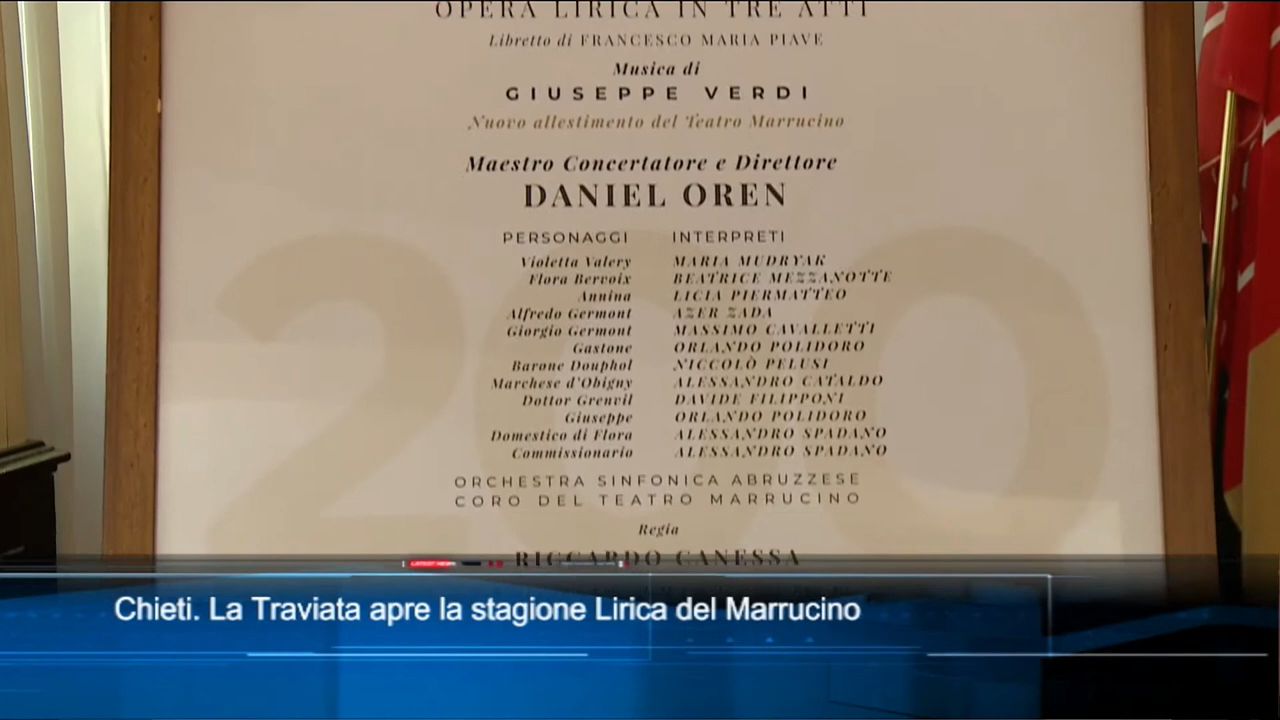 OPERA LIRICA IN TRE ATTI
Libretto di FRANCESCO MARIA PIAVE
Musica di
GIUSEPPE VERDI
Nuovo allestimento del Teatro Marrucino
Maestro Concertatore e Direttore
DANIEL OREN
PERSONAGGI INTERPRETI
Violetta Valery MARIA MUDRYAK
Flora Bervoix BEATRICE MEZZANOTTE
Annina LICIA PIERMATTEO
Alfredo Germont AZER ZADA
Giorgio Germont MASSIMO CAVALLETTI
Gastone ORLANDO POLIDORO
Barone Douphol NICCOLÒ PELUSI
Marchese d'Obigny ALESSANDRO CATALDO
Dottor Grenvil DAVIDE FILIPPONI
Giuseppe ORLANDO POLIDORO
Domestico di Flora ALESSANDRO SPADANO
Commissionario ALESSANDRO SPADANO
200
ORCHESTRA SINFONICA ABRUZZESE
CORO DEL TEATRO MARRUCINO
Regia
RICCARDO CANESSA
LATEST NEWS
Chieti. La Traviata apre la stagione Lirica del Marrucino